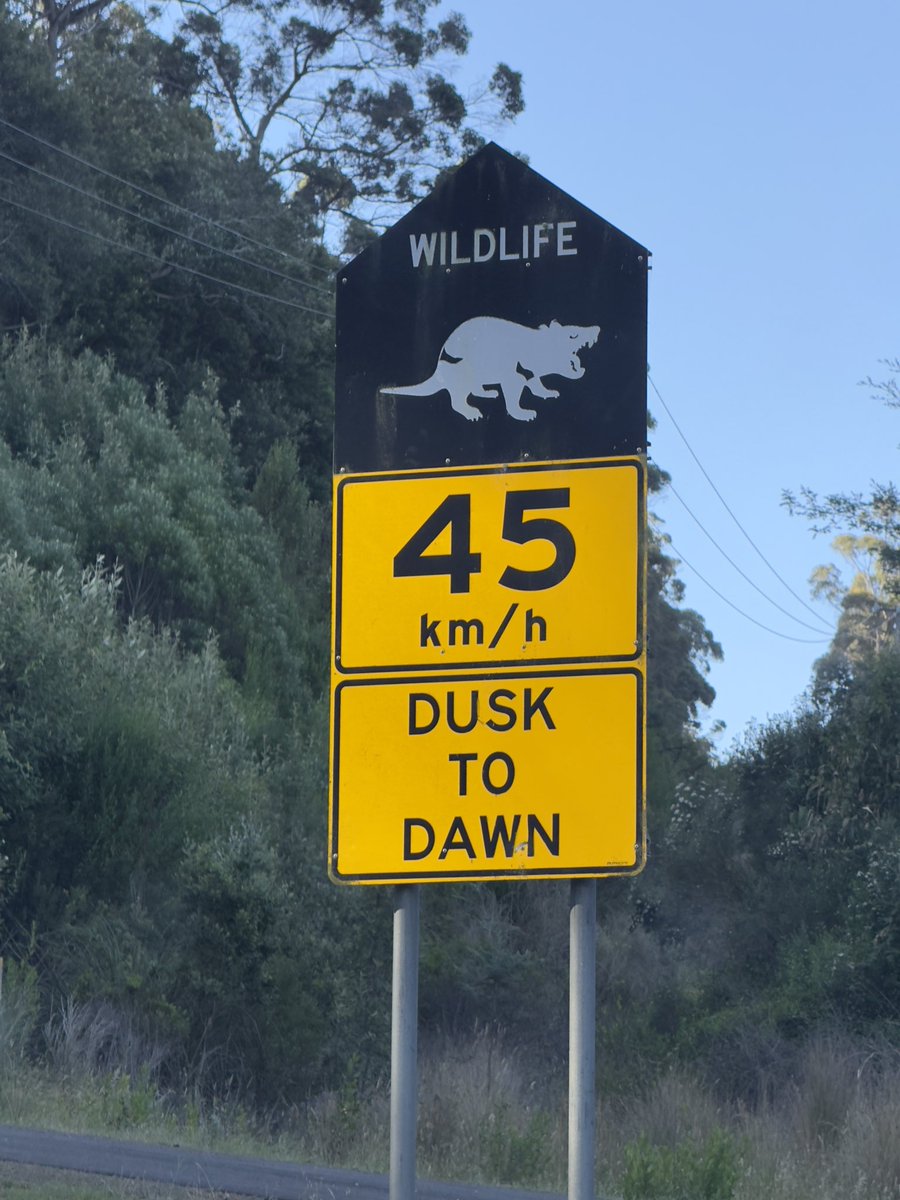 WILDLIFE
45
km/h
DUSK
TO
DAWN